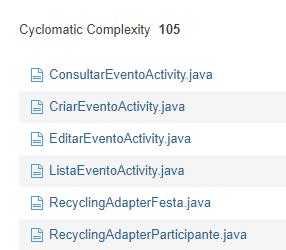 Cyclomatic Complexity 105
ConsultarEventoActivity.java
CriarEventoActivity.java
EditarEventoActivity.java
ListaEventoActivity.java
RecyclingAdapterFesta.java
RecyclingAdapterParticipante.java